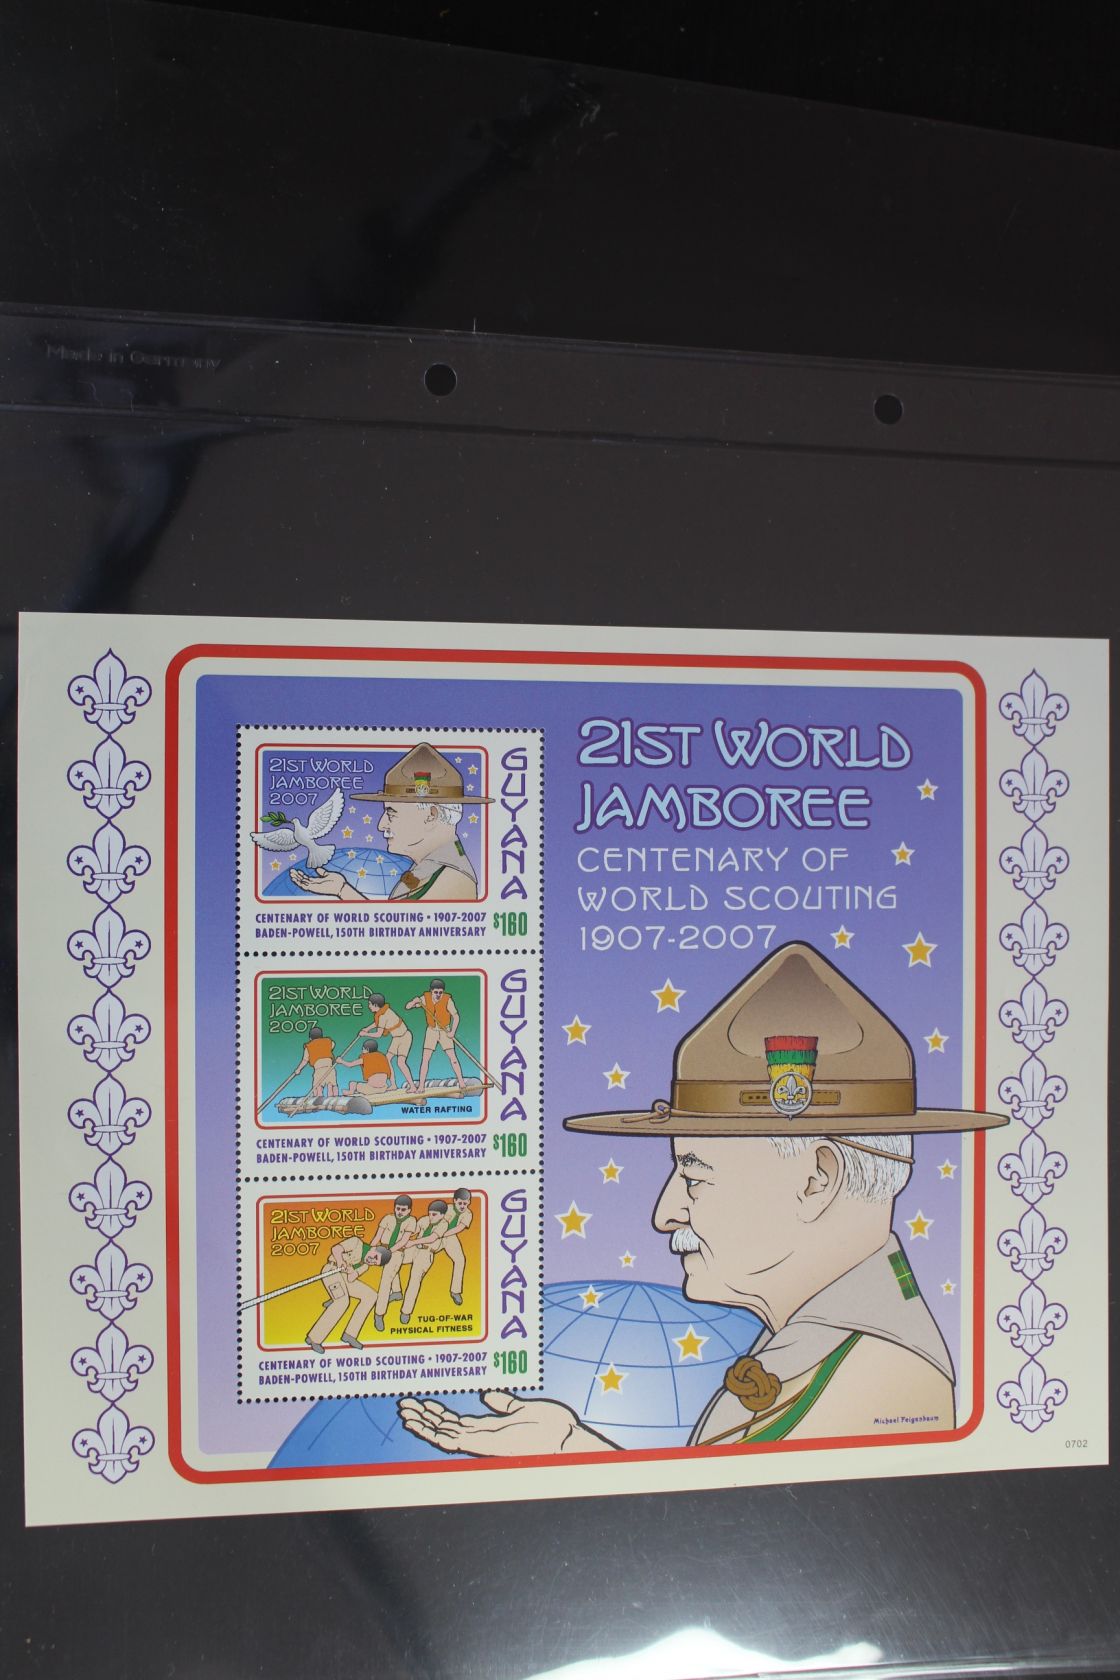 Made in Germany
21ST WORLD
JAMBOREE
CENTENARY OF
WORLD SCOUTING
1907-2007
21ST WORLD
JAMBOREE
2007
GUYANA
CENTENARY OF WORLD SCOUTING • 1907-2007
BADEN-POWELL, 150TH BIRTHDAY ANNIVERSARY
$160
21ST WORLD
JAMBOREE
2007
GUYANA
WATER RAFTING
CENTENARY OF WORLD SCOUTING • 1907-2007
BADEN-POWELL, 150TH BIRTHDAY ANNIVERSARY
$160
21ST WORLD
JAMBOREE
2007
GUYANA
TUG-OF-WAR
PHYSICAL FITNESS
CENTENARY OF WORLD SCOUTING • 1907-2007
BADEN-POWELL, 150TH BIRTHDAY ANNIVERSARY
$160
Michael Feigenbaum
0702